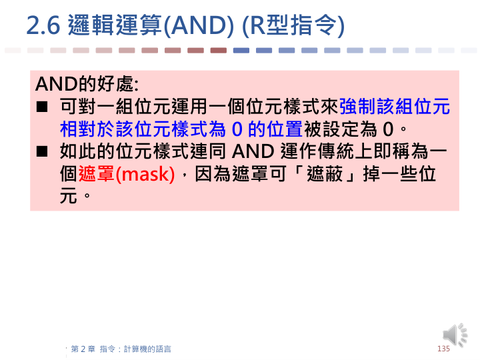 2.6 邏輯運算(AND) (R型指令)
AND的好處:
■ 可對一組位元運用一個位元樣式來強制該組位元
相對於該位元樣式為 0 的位置被設定為 0。
■ 如此的位元樣式連同 AND 運作傳統上即稱為一
個遮罩(mask)，因為遮罩可「遮蔽」掉一些位
元。
第 2 章 指令：計算機的語言
135